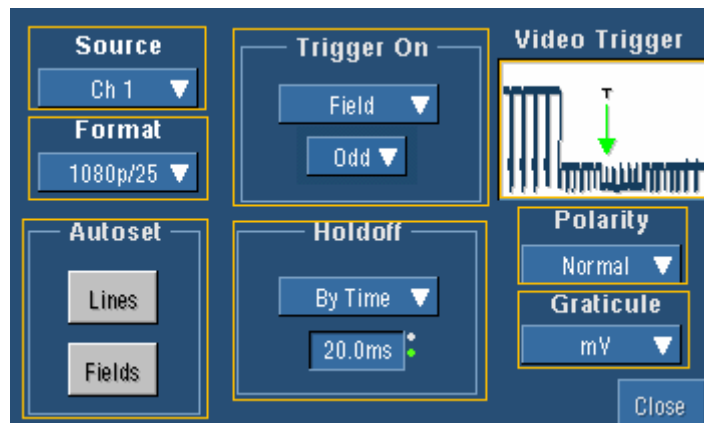 Source
Ch 1
Format
1080p/25
Autoset
Lines
Fields
Trigger On
Field
Odd
Holdoff
By Time
20.0ms
Video Trigger
T
Polarity
Normal
Graticule
mV
Close